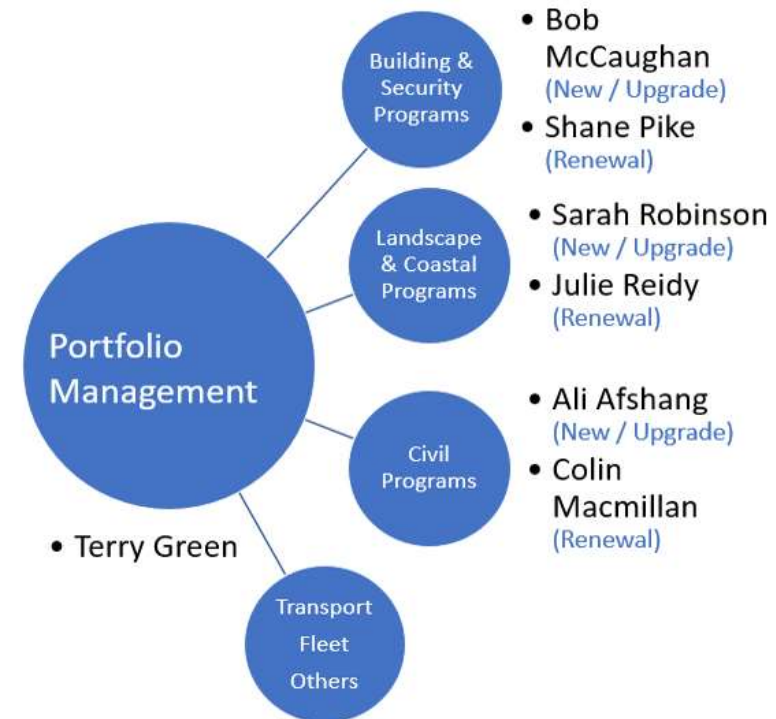 Building &
Security
Programs
• Bob
McCaughan
(New / Upgrade)
• Shane Pike
(Renewal)
Landscape
& Coastal
Programs
• Sarah Robinson
(New / Upgrade)
• Julie Reidy
(Renewal)
Portfolio
Management
Civil
Programs
• Ali Afshang
(New / Upgrade)
• Colin
Macmillan
(Renewal)
• Terry Green
Transport
Fleet
Others